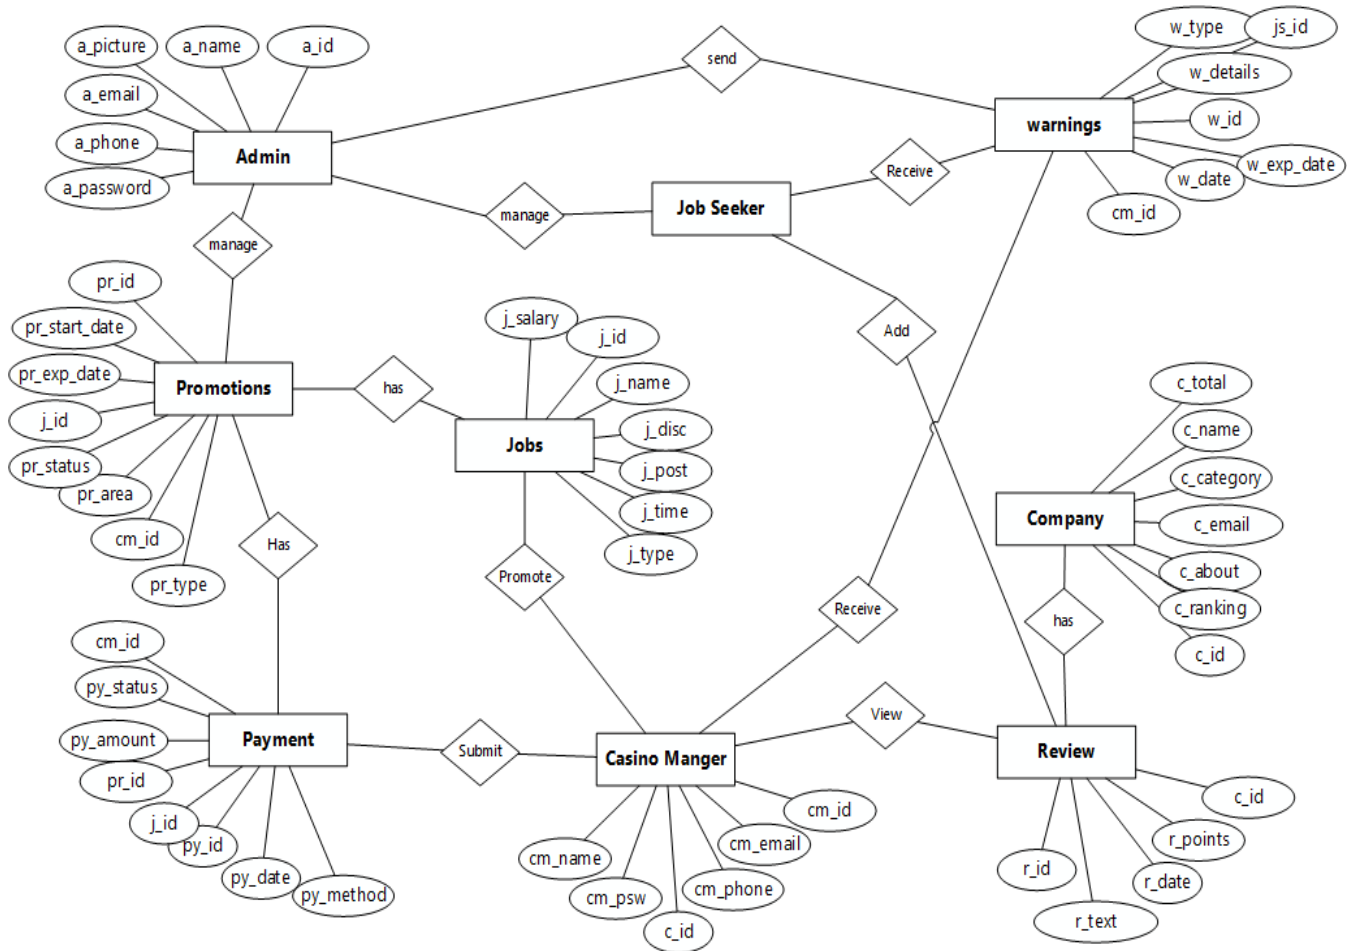 w_type
js_id
a_picture
a_name
a_id
send
w_details
a_email
w_id
warnings
a_phone
Admin
w_exp_date
Receive
w_date
a_password
Job Seeker
cm_id
manage
manage
pr_id
pr_start_date
j_salary
j_id
Add
pr_exp_date
Promotions
has
j_name
c_total
j_id
j_disc
c_name
Jobs
pr_status
j_post
c_category
pr_area
j_time
Company
c_email
cm_id
Has
j_type
c_about
pr_type
Promote
c_ranking
Receive
has
cm_id
c_id
py_status
View
py_amount
Payment
Submit
Casino Manger
Review
pr_id
c_id
j_id
cm_id
py_id
cm_email
r_points
cm_name
r_id
py_date
cm_phone
r_date
py_method
cm_psw
r_text
c_id